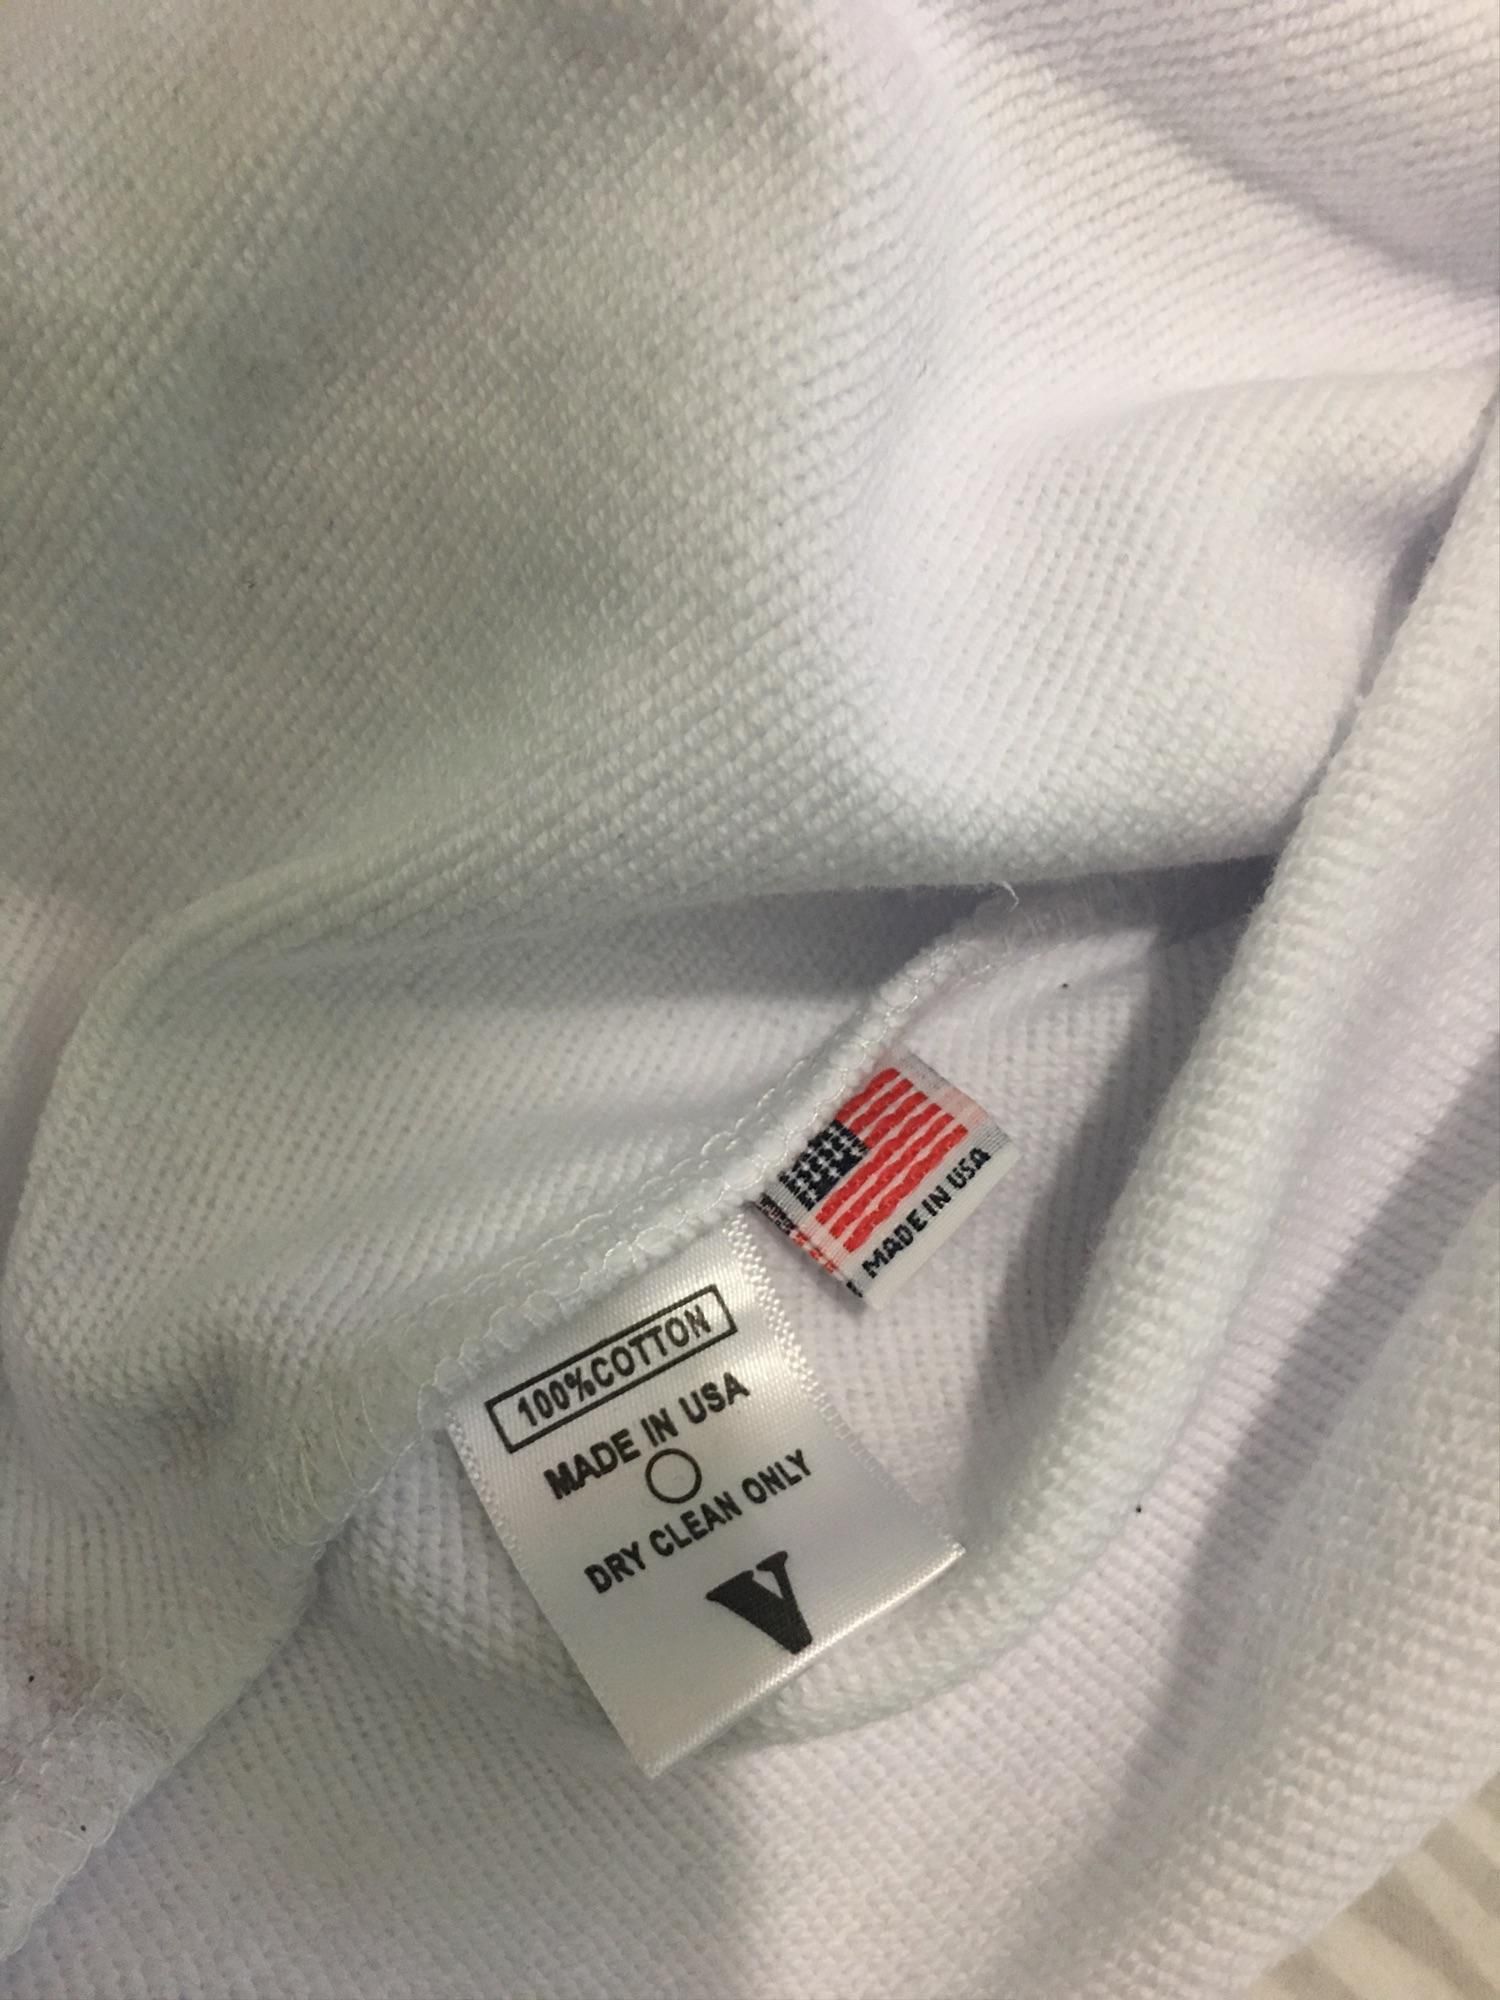 MADE IN USA
100%COTTON
MADE IN USA
DRY CLEAN ONLY
V